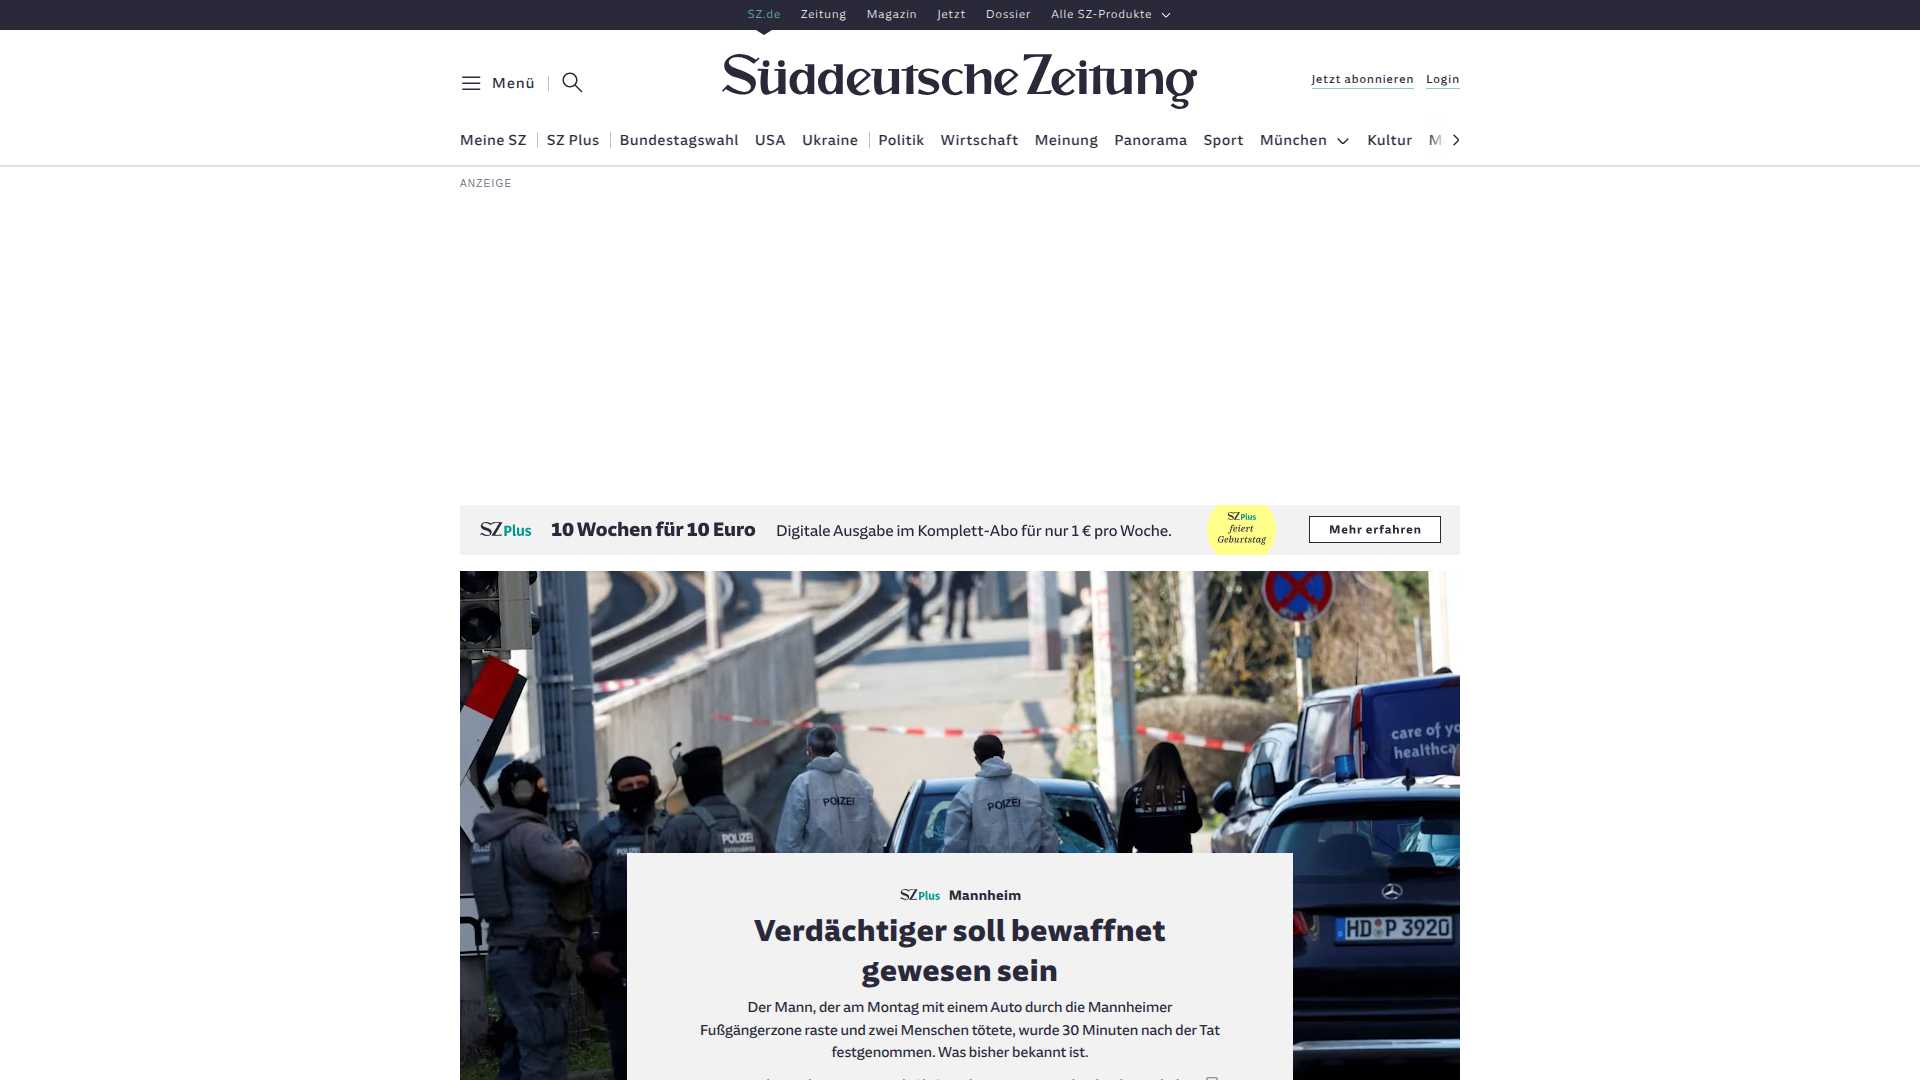 SZ.de Zeitung Magazin Jetzt Dossier Alle SZ-Produkte
Menü
Süddeutsche Zeitung
Jetzt abonnieren Login
Meine SZ SZ Plus Bundestagswahl USA Ukraine Politik Wirtschaft Meinung Panorama Sport München Kultur M
ANZEIGE
SZ Plus 10 Wochen für 10 Euro Digitale Ausgabe im Komplett-Abo für nur 1 € pro Woche.
SZ Plus
feiert
Geburtstag
Mehr erfahren
care of yo
healthca
POIZEI
POIZEI
POLIZEI
POLIZEI
HD P 3920
SZ Plus Mannheim
Verdächtiger soll bewaffnet
gewesen sein
Der Mann, der am Montag mit einem Auto durch die Mannheimer
Fußgängerzone raste und zwei Menschen tötete, wurde 30 Minuten nach der Tat
festgenommen. Was bisher bekannt ist.